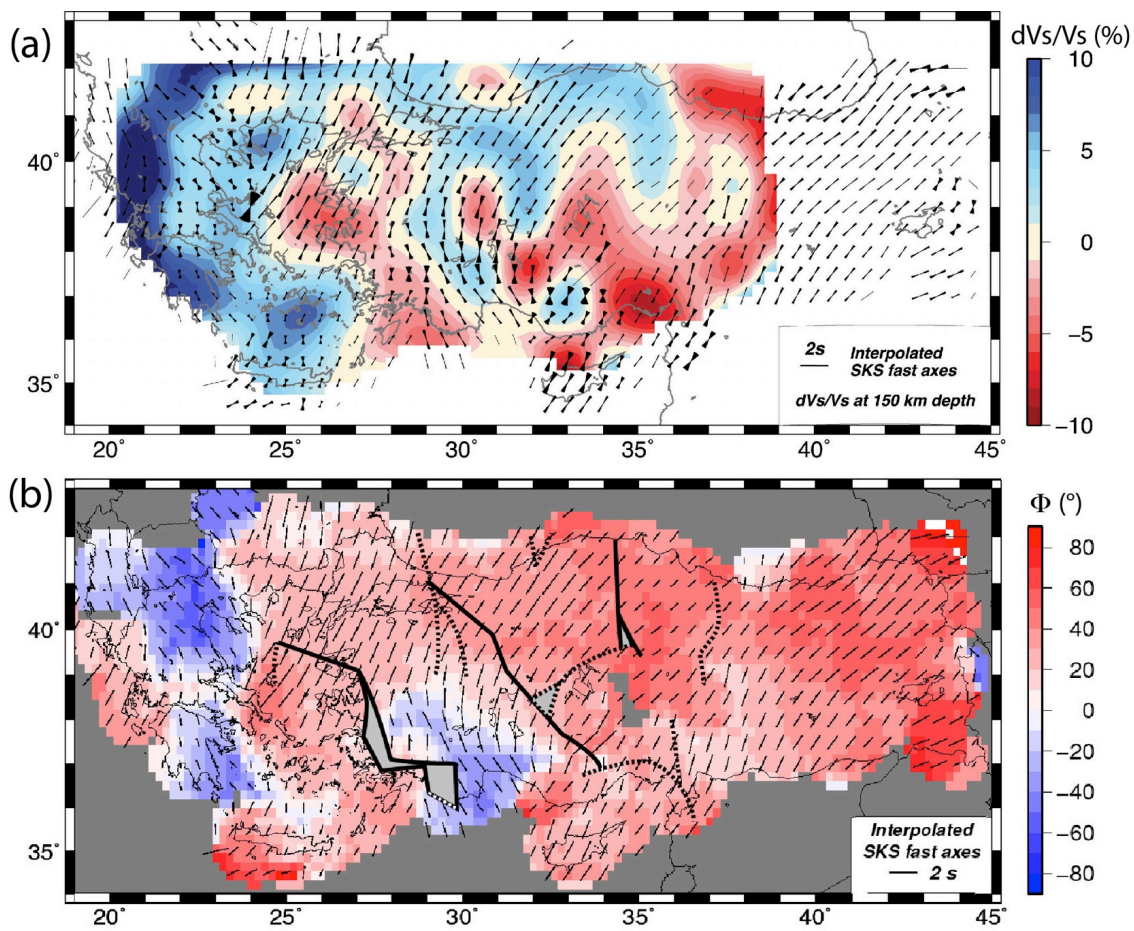 (a)
dVs/Vs (%)
10
5
0
−5
−10
40°
35°
2s
Interpolated
SKS fast axes
dVs/Vs at 150 km depth
20° 25° 30° 35° 40° 45°
(b)
Φ (°)
80
60
40
20
0
−20
−40
−60
−80
40°
35°
Interpolated
SKS fast axes
2 s
20° 25° 30° 35° 40° 45°